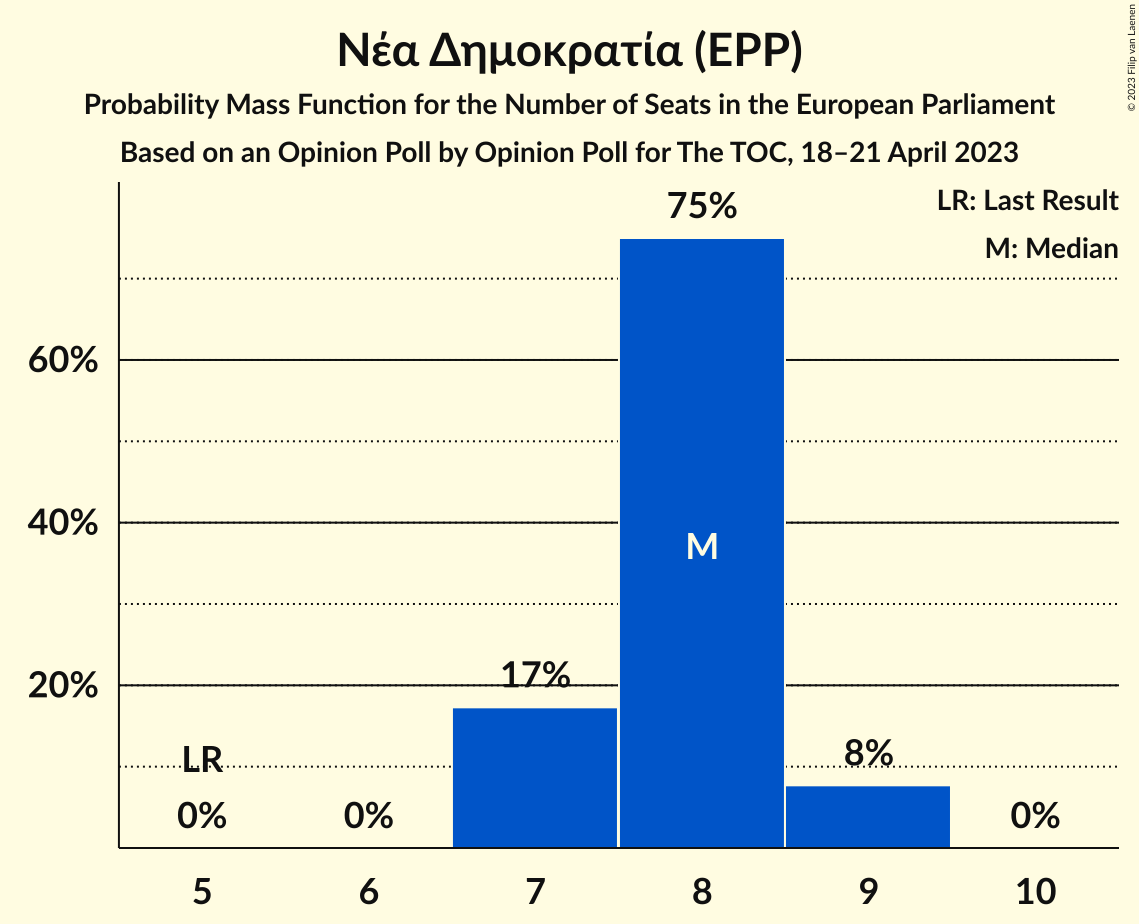 Νέα Δημοκρατία (EPP)
Probability Mass Function for the Number of Seats in the European Parliament
Based on an Opinion Poll by Opinion Poll for The TOC, 18–21 April 2023
© 2023 Filip van Laenen
LR: Last Result
M: Median
75%
60%
40%
20%
M
17%
LR
8%
0%
0%
0%
5 6 7 8 9 10